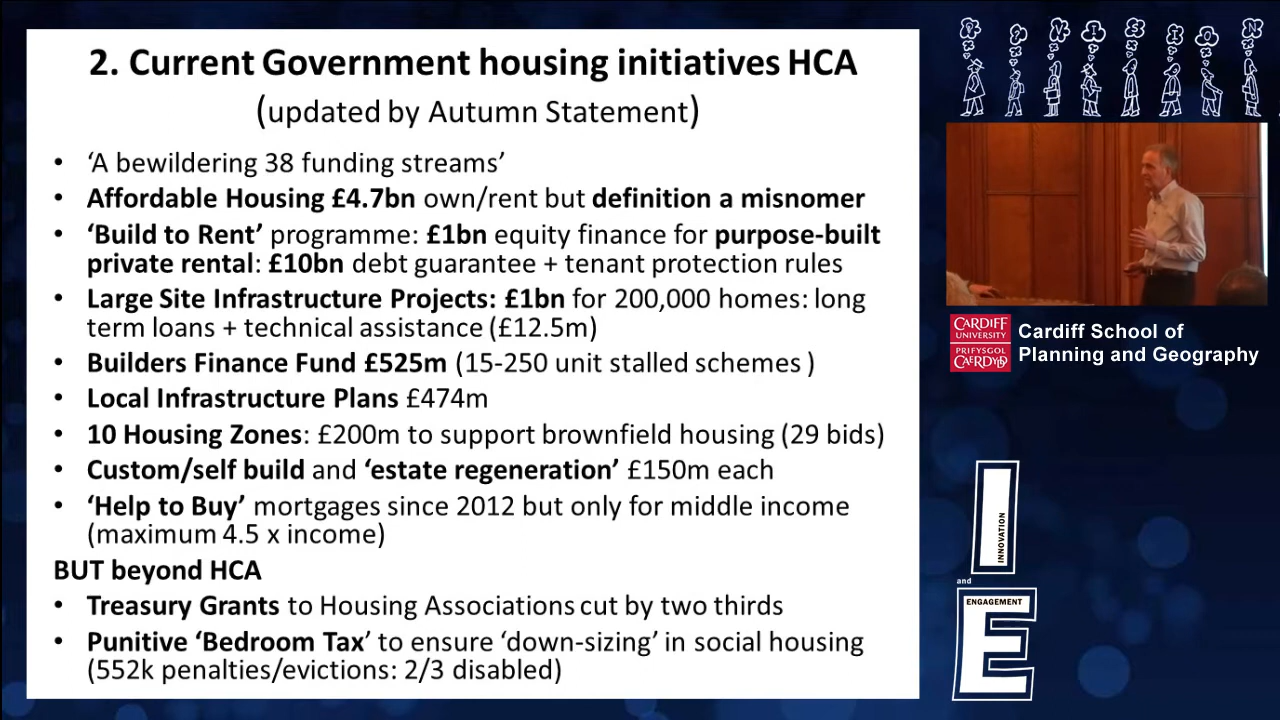 2. Current Government housing initiatives HCA
(updated by Autumn Statement)
• ‘A bewildering 38 funding streams’
• Affordable Housing £4.7bn own/rent but definition a misnomer
• ‘Build to Rent’ programme: £1bn equity finance for purpose-built
private rental: £10bn debt guarantee + tenant protection rules
• Large Site Infrastructure Projects: £1bn for 200,000 homes: long
term loans + technical assistance (£12.5m)
• Builders Finance Fund £525m (15-250 unit stalled schemes )
• Local Infrastructure Plans £474m
• 10 Housing Zones: £200m to support brownfield housing (29 bids)
• Custom/self build and ‘estate regeneration’ £150m each
• ‘Help to Buy’ mortgages since 2012 but only for middle income
(maximum 4.5 x income)
BUT beyond HCA
• Treasury Grants to Housing Associations cut by two thirds
• Punitive ‘Bedroom Tax’ to ensure ‘down-sizing’ in social housing
(552k penalties/evictions: 2/3 disabled)
CARDIFF
UNIVERSITY
PRIFYSGOL
CAERDYDD
Cardiff School of
Planning and Geography
I
INNOVATION
and
ENGAGEMENT
E